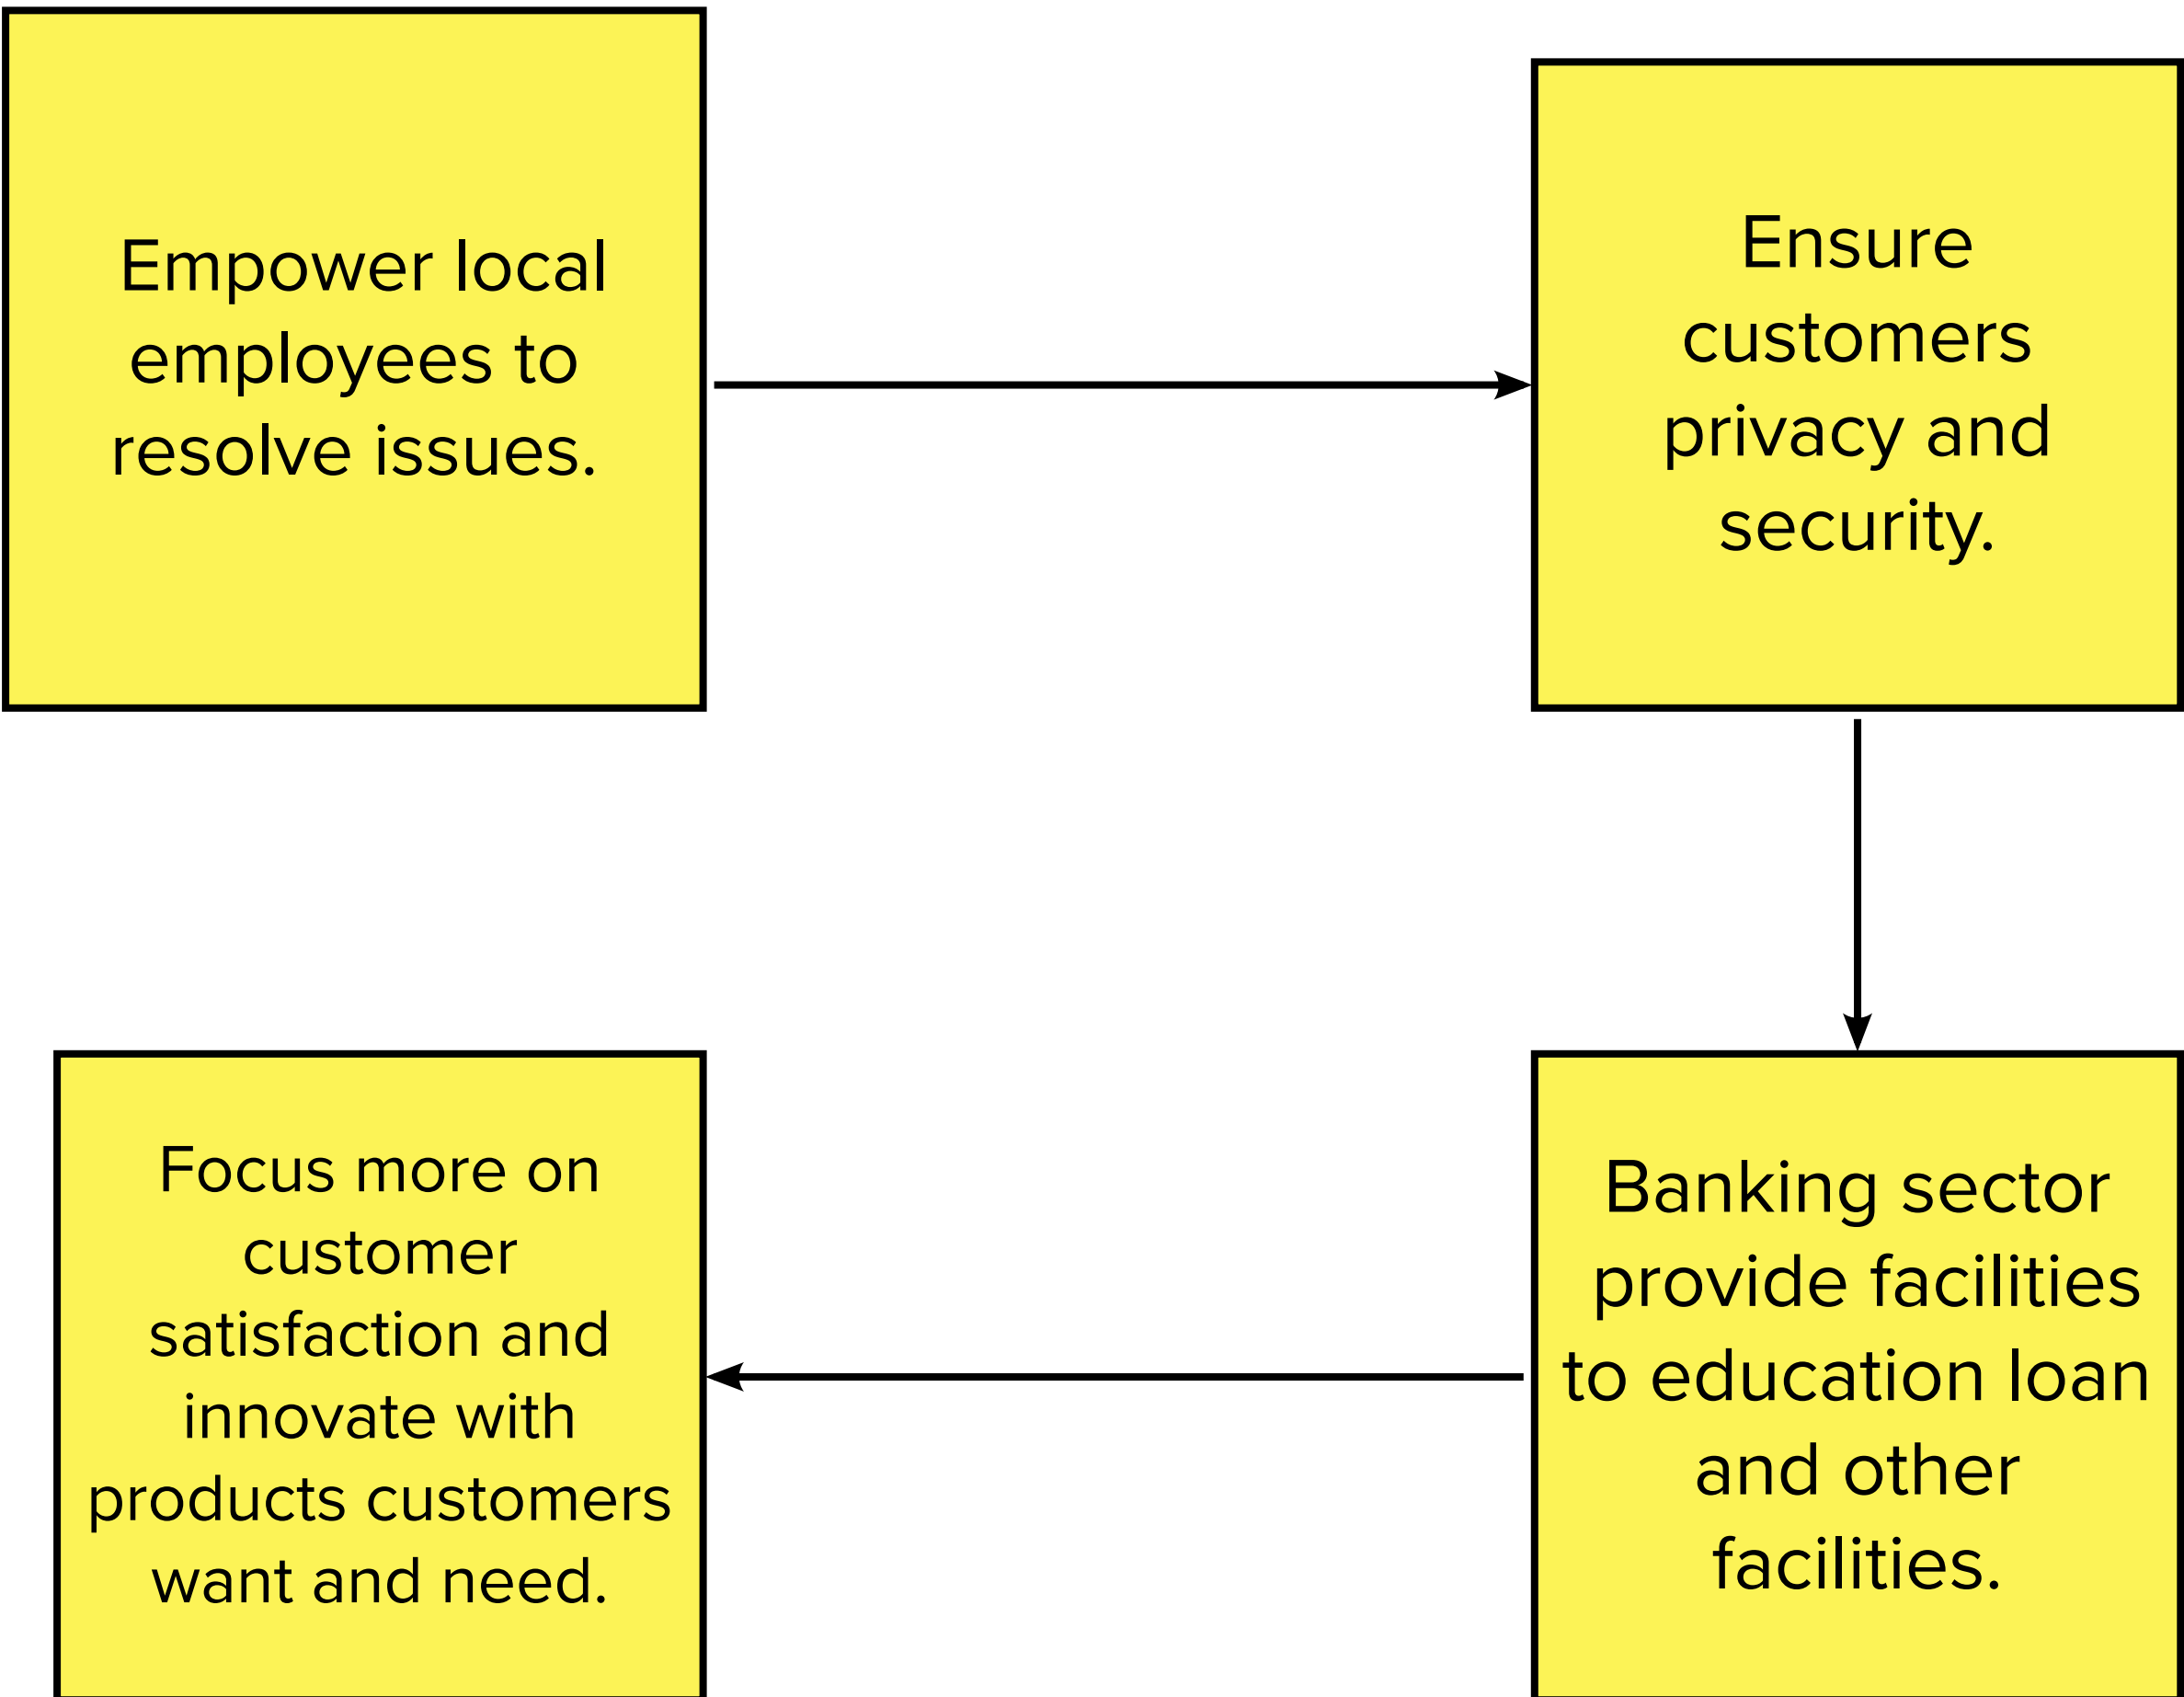 Empower local
employees to
resolve issues.
Ensure
customers
privacy and
security.
Banking sector
provide facilities
to education loan
and other
facilities.
Focus more on
customer
satisfaction and
innovate with
products customers
want and need.